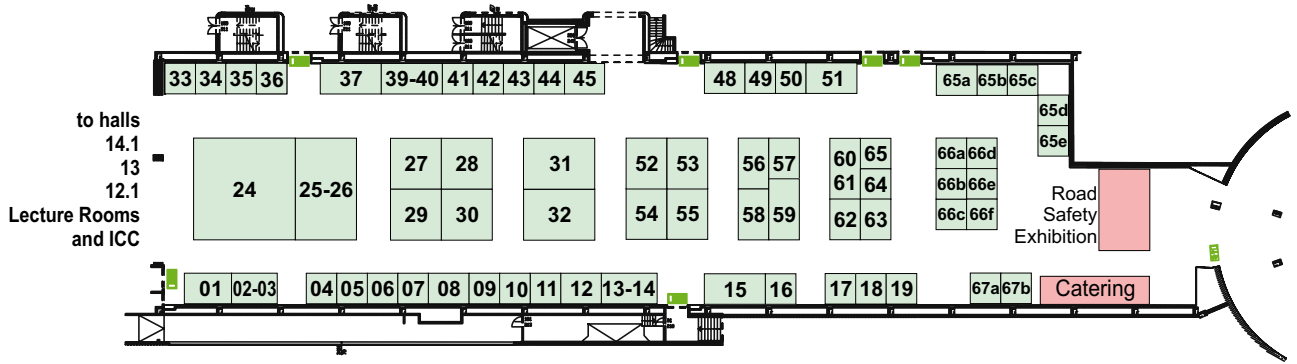 33 34 35 36 37 39-40 41 42 43 44 45 48 49 50 51 65a 65b 65c
65d
65e
to halls
14.1
13
12.1
Lecture Rooms
and ICC
24 25-26
27 28
29 30
31
32
52 53
54 55
56 57
58 59
60 65
61 64
62 63
66a 66d
66b 66e
66c 66f
Road
Safety
Exhibition
01 02-03 04 05 06 07 08 09 10 11 12 13-14 15 16 17 18 19 67a 67b Catering